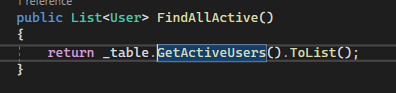 1 reference
public List<User> FindAllActive()
{
return _table.GetActiveUsers().ToList();
}